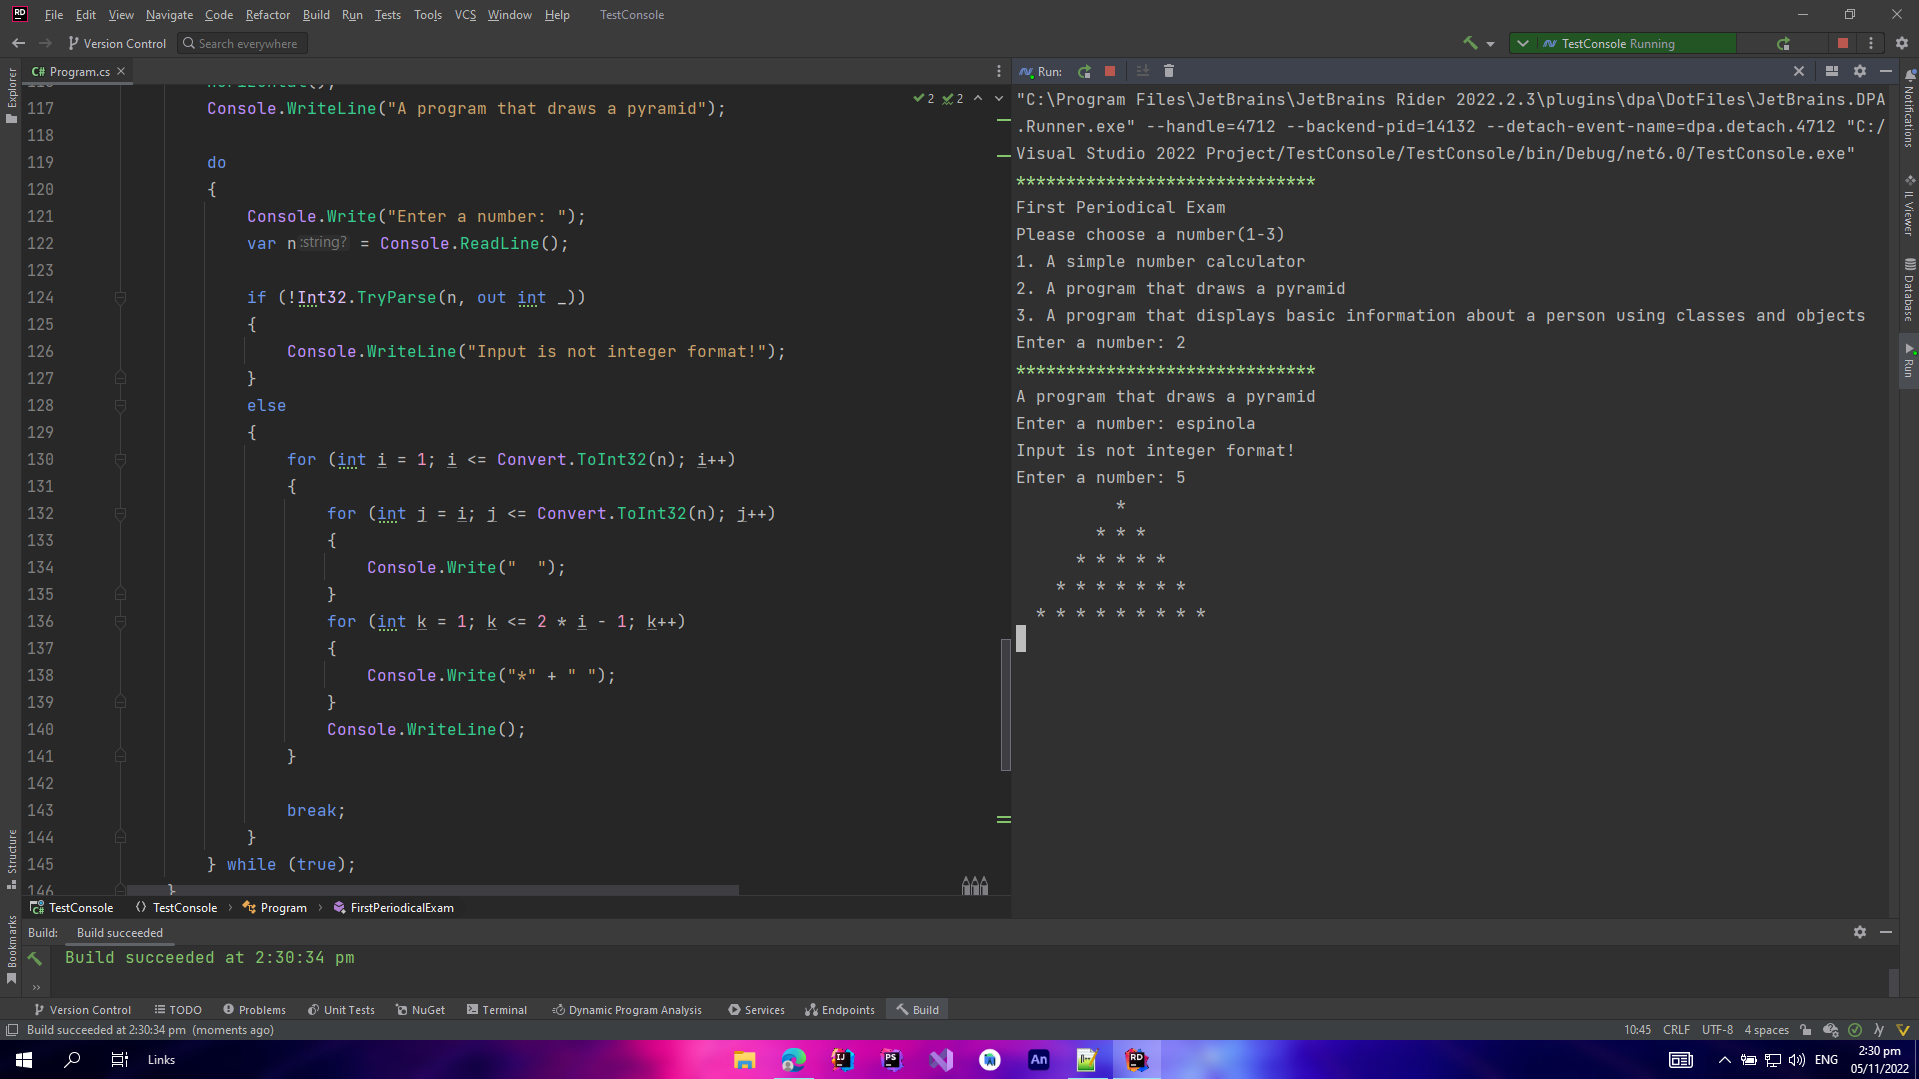 File Edit View Navigate Code Refactor Build Run Tests Tools VCS Window Help TestConsole
Version Control Search everywhere TestConsole Running
C# Program.cs
Run:
Explorer
Notifications
IL Viewer
Database
Run
Structure
Bookmarks
2 2
117 Console.WriteLine("A program that draws a pyramid");
118
119 do
120 {
121 Console.Write("Enter a number: ");
122 var n :string? = Console.ReadLine();
123
124 if (!Int32.TryParse(n, out int _))
125 {
126 Console.WriteLine("Input is not integer format!");
127 }
128 else
129 {
130 for (int i = 1; i <= Convert.ToInt32(n); i++)
131 {
132 for (int j = i; j <= Convert.ToInt32(n); j++)
133 {
134 Console.Write("  ");
135 }
136 for (int k = 1; k <= 2 * i - 1; k++)
137 {
138 Console.Write("*" + " ");
139 }
140 Console.WriteLine();
141 }
142
143 break;
144 }
145 } while (true);
146 }
"C:\Program Files\JetBrains\JetBrains Rider 2022.2.3\plugins\dpa\DotFiles\JetBrains.DPA
.Runner.exe" --handle=4712 --backend-pid=14132 --detach-event-name=dpa.detach.4712 "C:/
Visual Studio 2022 Project/TestConsole/TestConsole/bin/Debug/net6.0/TestConsole.exe"
******************************
First Periodical Exam
Please choose a number(1-3)
1. A simple number calculator
2. A program that draws a pyramid
3. A program that displays basic information about a person using classes and objects
Enter a number: 2
******************************
A program that draws a pyramid
Enter a number: espinola
Input is not integer format!
Enter a number: 5
*
* * *
* * * * *
* * * * * * *
* * * * * * * * *
TestConsole TestConsole Program FirstPeriodicalExam
Build: Build succeeded
Build succeeded at 2:30:34 pm
Version Control TODO Problems Unit Tests NuGet Terminal Dynamic Program Analysis Services Endpoints Build
Build succeeded at 2:30:34 pm (moments ago) 10:45 CRLF UTF-8 4 spaces
Links ENG 2:30 pm
05/11/2022